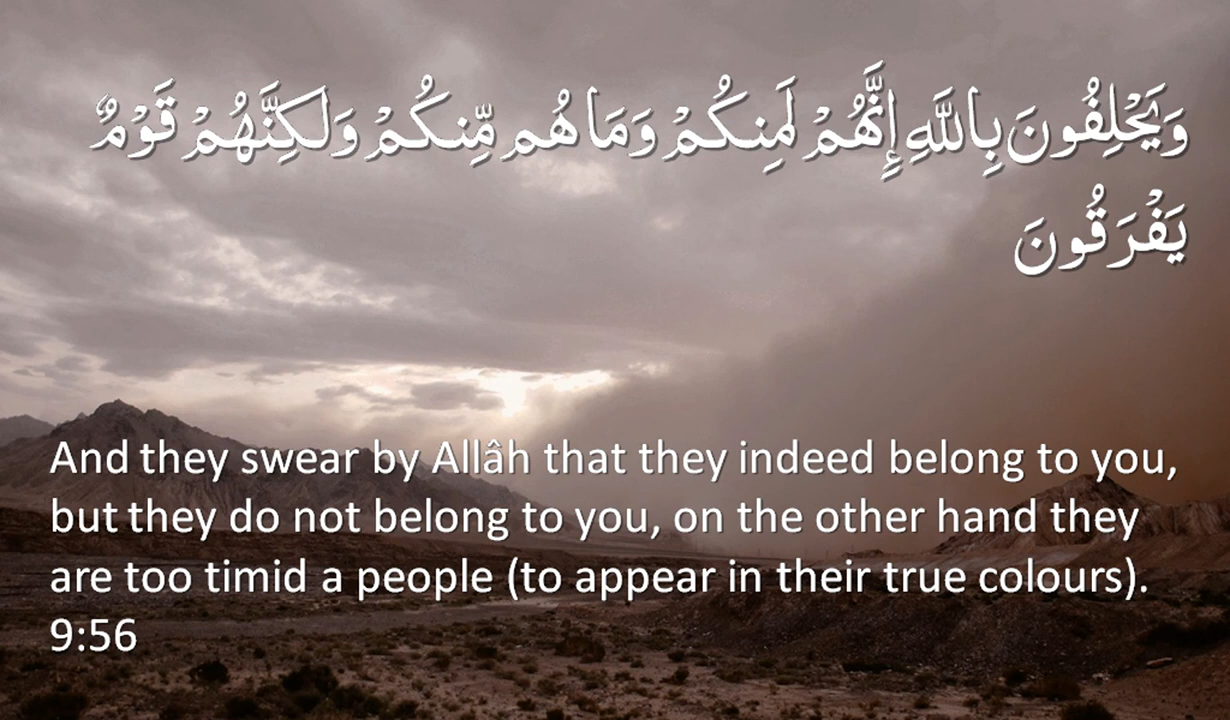 وَيَحْلِفُونَ بِاللَّهِ إِنَّهُمْ لَمِنكُمْ وَمَا هُم مِّنكُمْ وَلَكِنَّهُمْ قَوْمٌ
يَفْرَقُونَ
And they swear by Allâh that they indeed belong to you,
but they do not belong to you, on the other hand they
are too timid a people (to appear in their true colours).
9:56